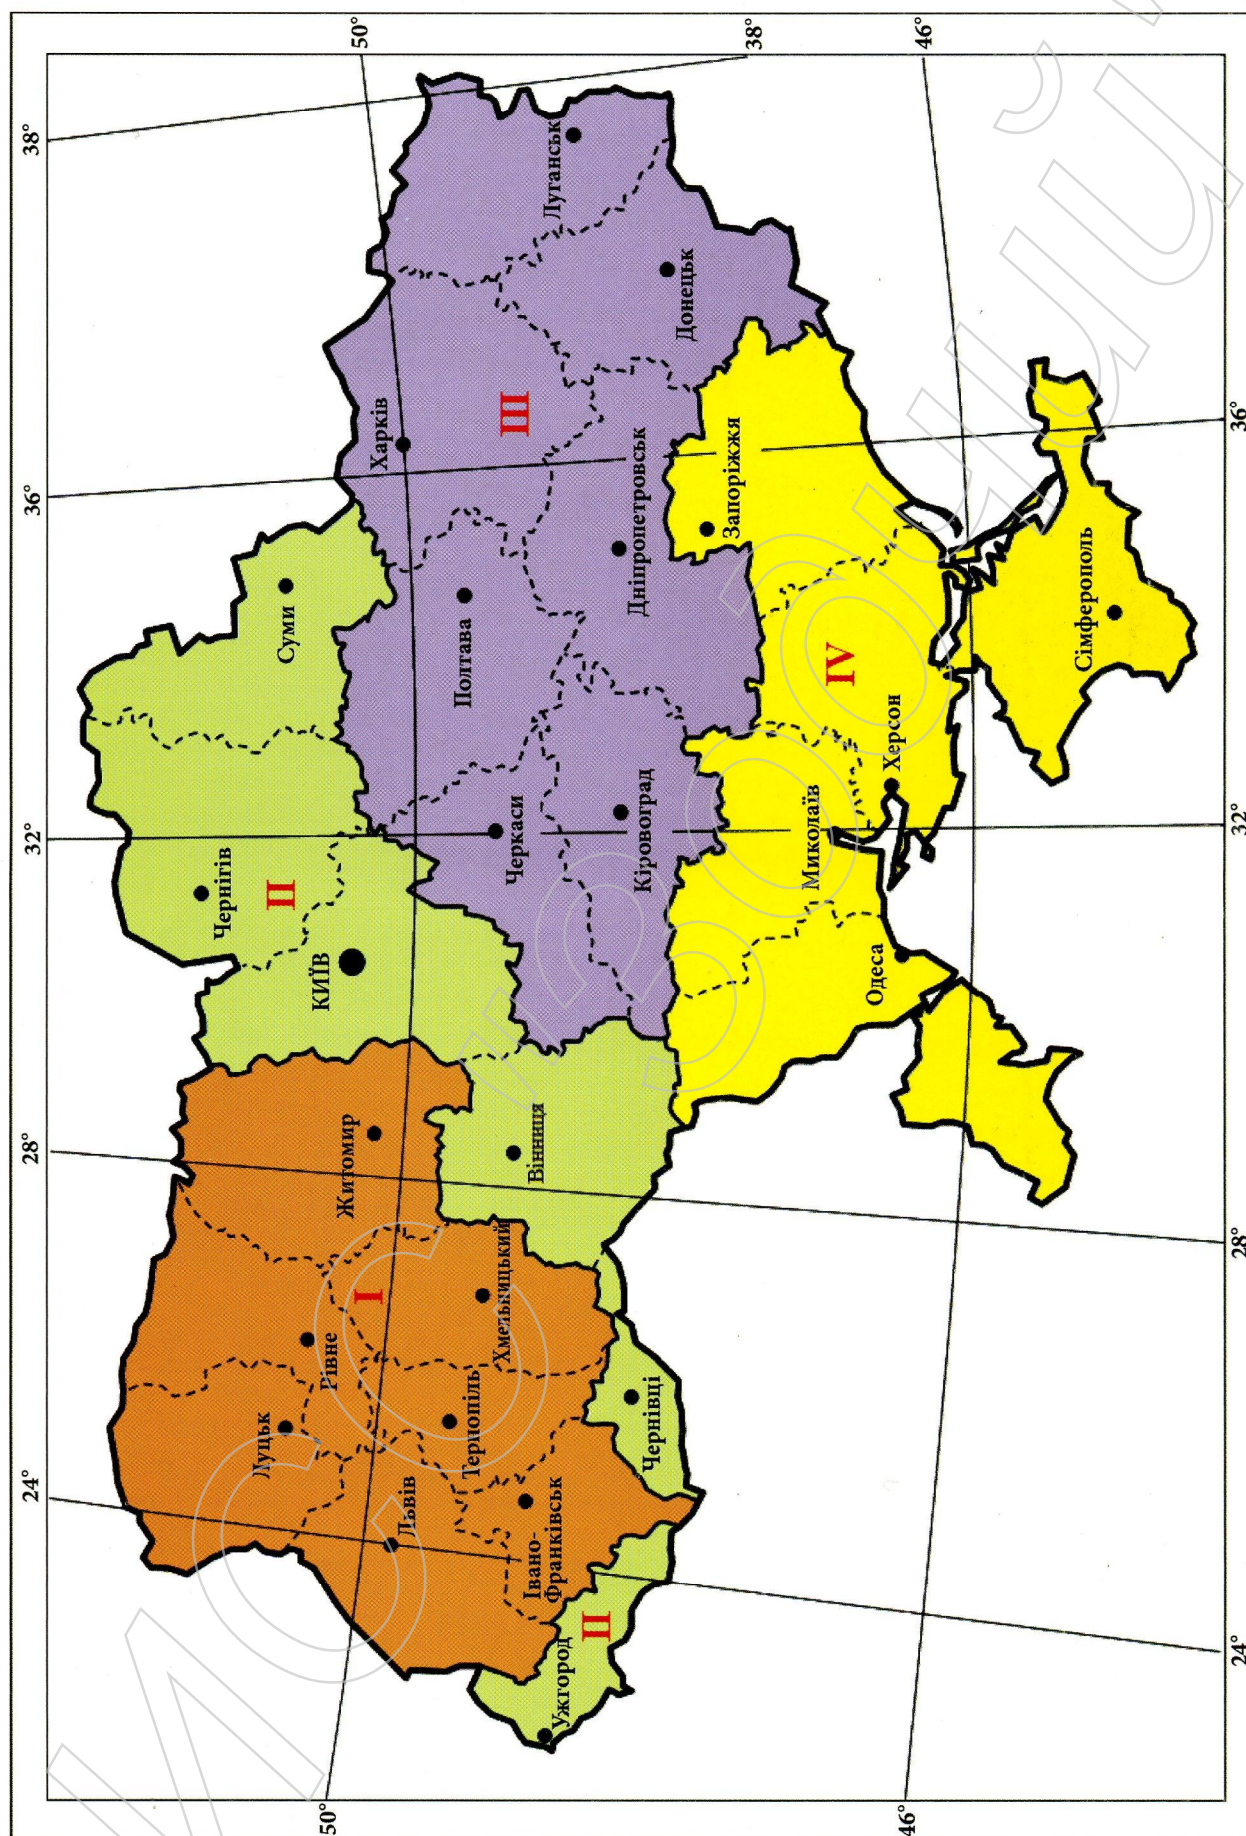 24°
28°
32°
36°
38°
Чернігів
Луцьк
II
Суми
Рівне
КИЇВ
Житомир
50°
I
50°
Харків
Львів
Полтава
Тернопіль
Хмельницький
Черкаси
III
Івано-
Франківськ
Вінниця
Луганськ
Ужгород
II
Чернівці
Кіровоград
Дніпропетровськ
Донецьк
Запоріжжя
38°
Миколаїв
IV
Одеса
Херсон
46°
46°
Сімферополь
24°
28°
32°
36°